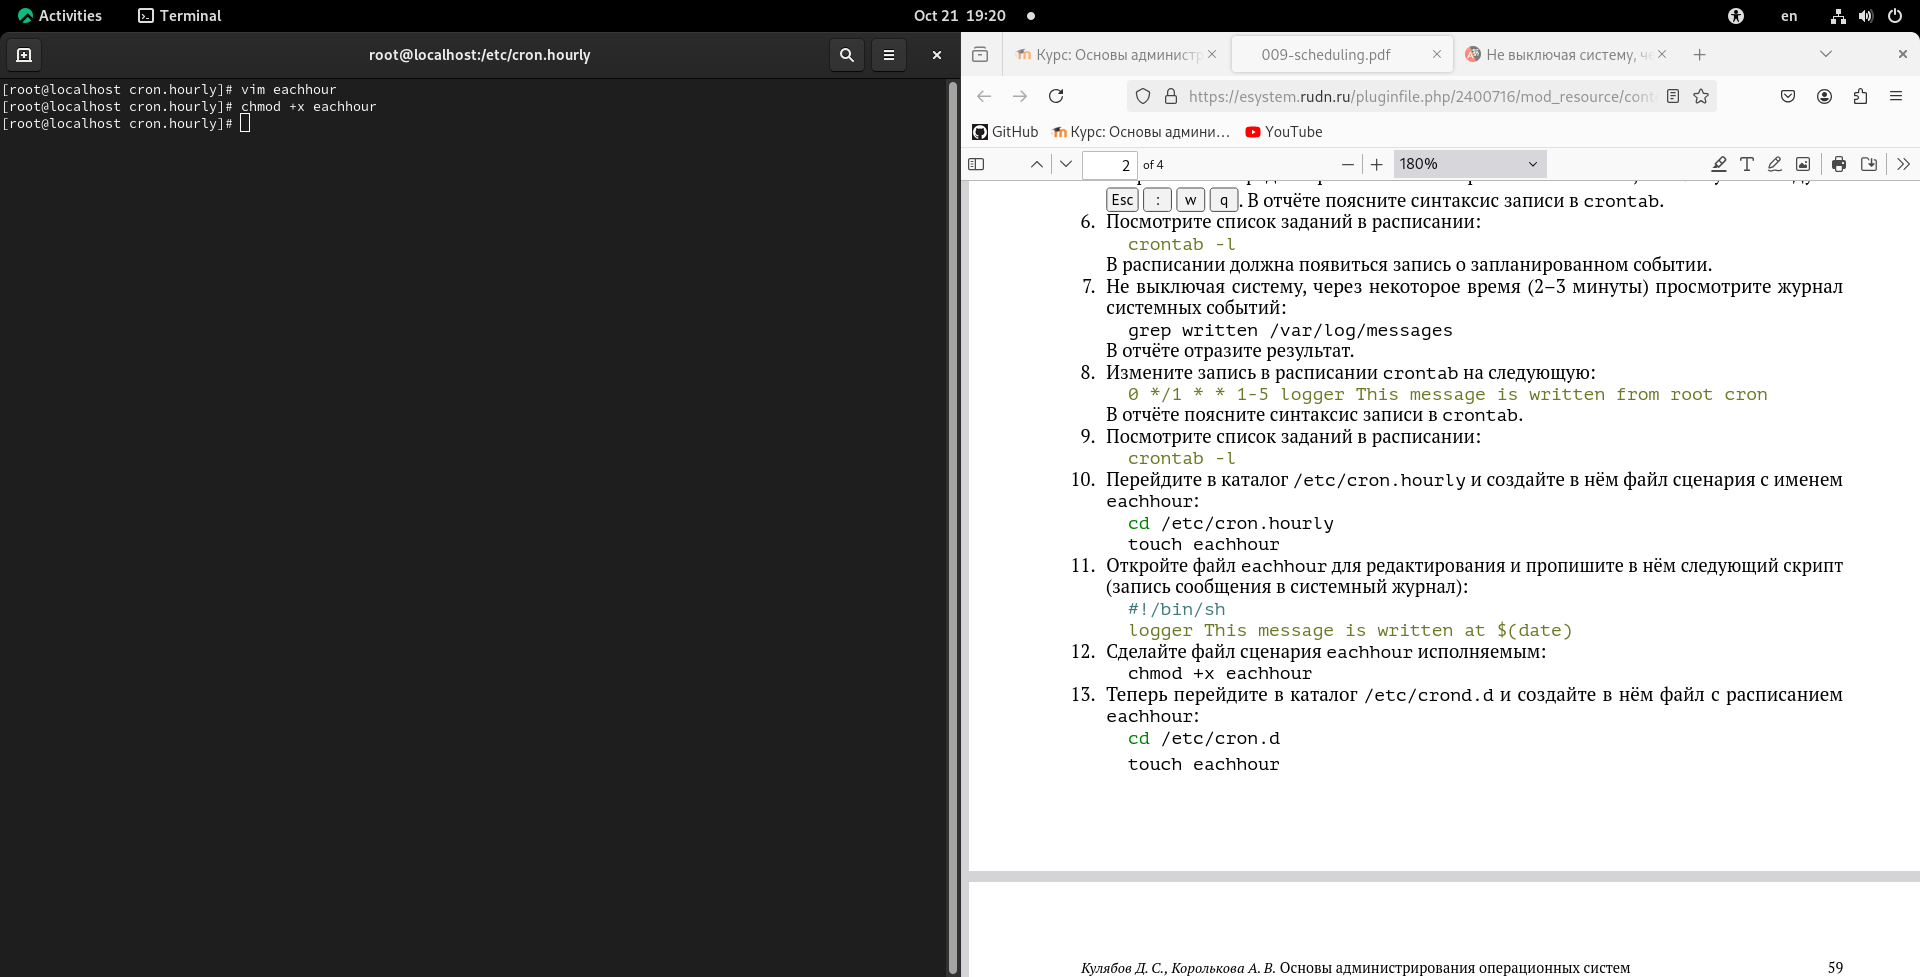 Activities
Terminal
Oct 21 19:20
en
root@localhost:/etc/cron.hourly
[root@localhost cron.hourly]# vim eachhour
[root@localhost cron.hourly]# chmod +x eachhour
[root@localhost cron.hourly]#
Курс: Основы администр
009-scheduling.pdf
Не выключая систему, че
https://esystem.rudn.ru/pluginfile.php/2400716/mod_resource/cont
GitHub
Курс: Основы админи…
YouTube
2 of 4
180%
Esc : w q . В отчёте поясните синтаксис записи в crontab.
6. Посмотрите список заданий в расписании:
crontab -l
В расписании должна появиться запись о запланированном событии.
7. Не выключая систему, через некоторое время (2–3 минуты) просмотрите журнал
системных событий:
grep written /var/log/messages
В отчёте отразите результат.
8. Измените запись в расписании crontab на следующую:
0 */1 * * 1-5 logger This message is written from root cron
В отчёте поясните синтаксис записи в crontab.
9. Посмотрите список заданий в расписании:
crontab -l
10. Перейдите в каталог /etc/cron.hourly и создайте в нём файл сценария с именем
eachhour:
cd /etc/cron.hourly
touch eachhour
11. Откройте файл eachhour для редактирования и пропишите в нём следующий скрипт
(запись сообщения в системный журнал):
#!/bin/sh
logger This message is written at $(date)
12. Сделайте файл сценария eachhour исполняемым:
chmod +x eachhour
13. Теперь перейдите в каталог /etc/crond.d и создайте в нём файл с расписанием
eachhour:
cd /etc/cron.d
touch eachhour
Кулябов Д. С., Королькова А. В. Основы администрирования операционных систем
59